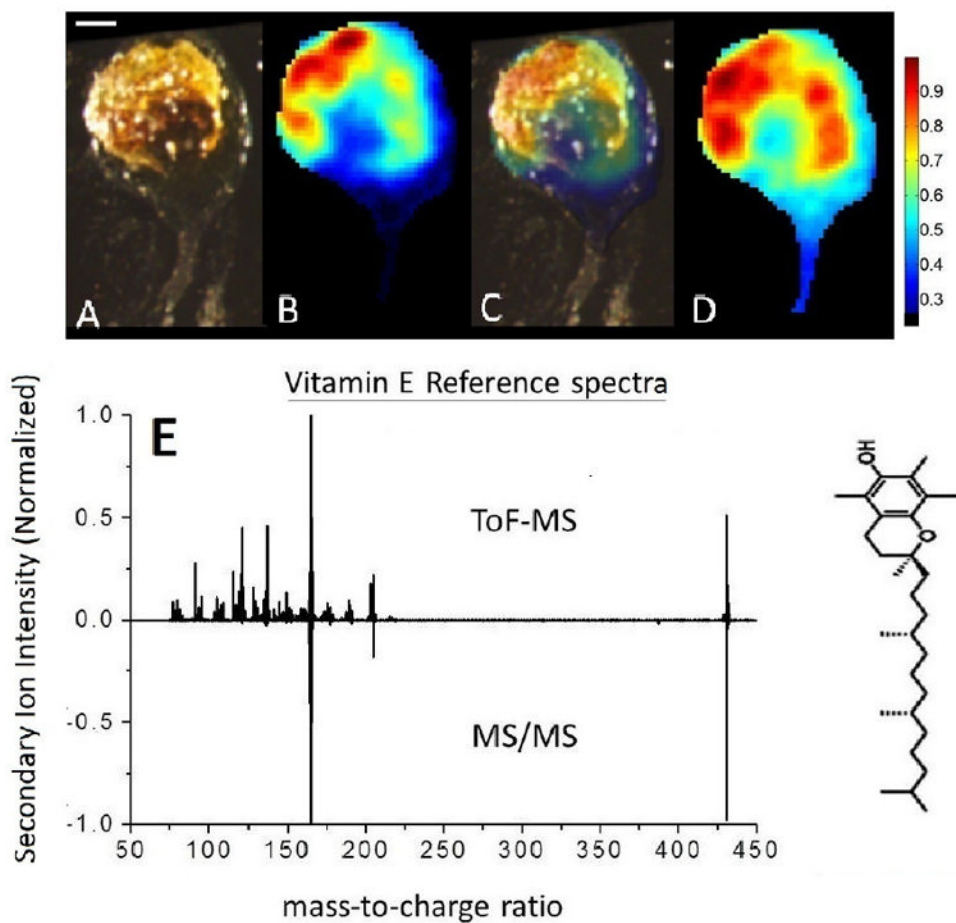 A B C D
0.9
0.8
0.7
0.6
0.5
0.4
0.3
Vitamin E Reference spectra
E
Secondary Ion Intensity (Normalized)
1.0
0.5
0.0
-0.5
-1.0
ToF-MS
MS/MS
50 100 150 200 250 300 350 400 450
mass-to-charge ratio
OH
O